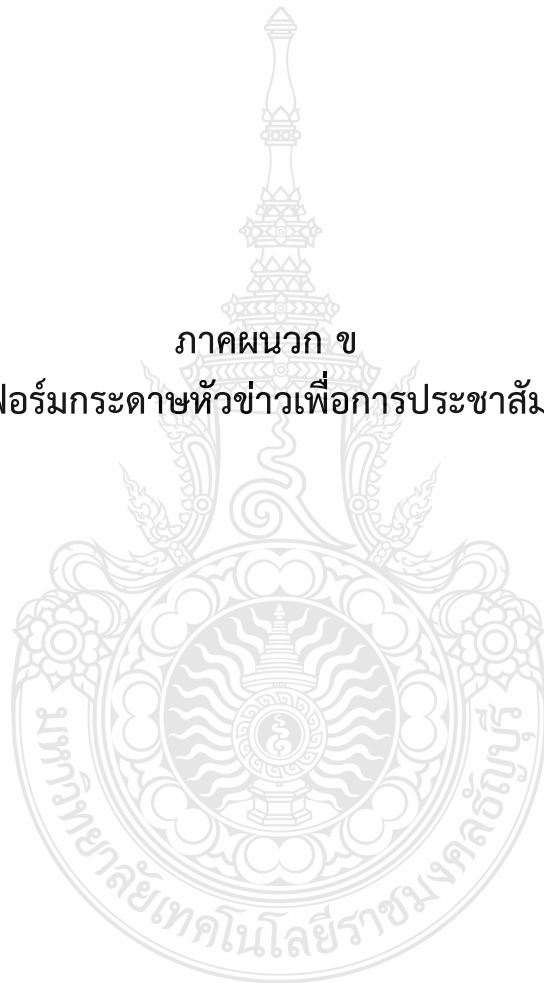 ภาคผนวก ข
ฟอร์มกระดาษหัวข่าวเพื่อการประชาสัม
มหาวิทยาลัยเทคโนโลยีราชมงคลธัญบุรี